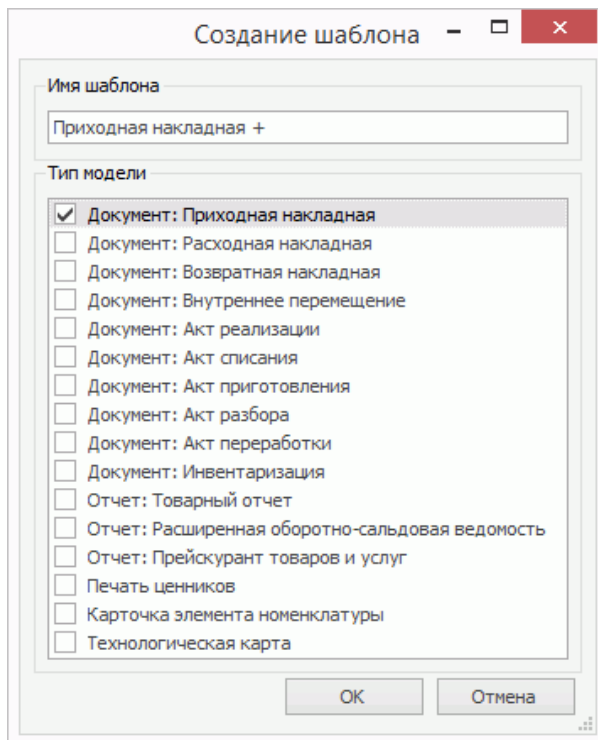 Создание шаблона
Имя шаблона
Приходная накладная +
Тип модели
Документ: Приходная накладная
Документ: Расходная накладная
Документ: Возвратная накладная
Документ: Внутреннее перемещение
Документ: Акт реализации
Документ: Акт списания
Документ: Акт приготовления
Документ: Акт разбора
Документ: Акт переработки
Документ: Инвентаризация
Отчет: Товарный отчет
Отчет: Расширенная оборотно-сальдовая ведомость
Отчет: Прейскурант товаров и услуг
Печать ценников
Карточка элемента номенклатуры
Технологическая карта
OK Отмена